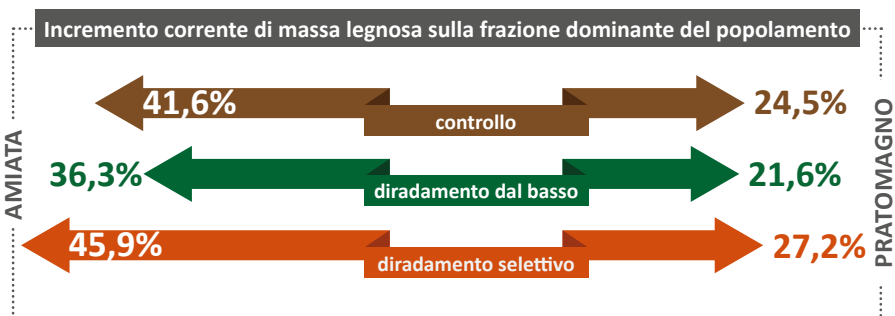 Incremento corrente di massa legnosa sulla frazione dominante del popolamento
AMIATA
41,6%
controllo
24,5%
36,3%
diradamento dal basso
21,6%
45,9%
diradamento selettivo
27,2%
PRATOMAGNO